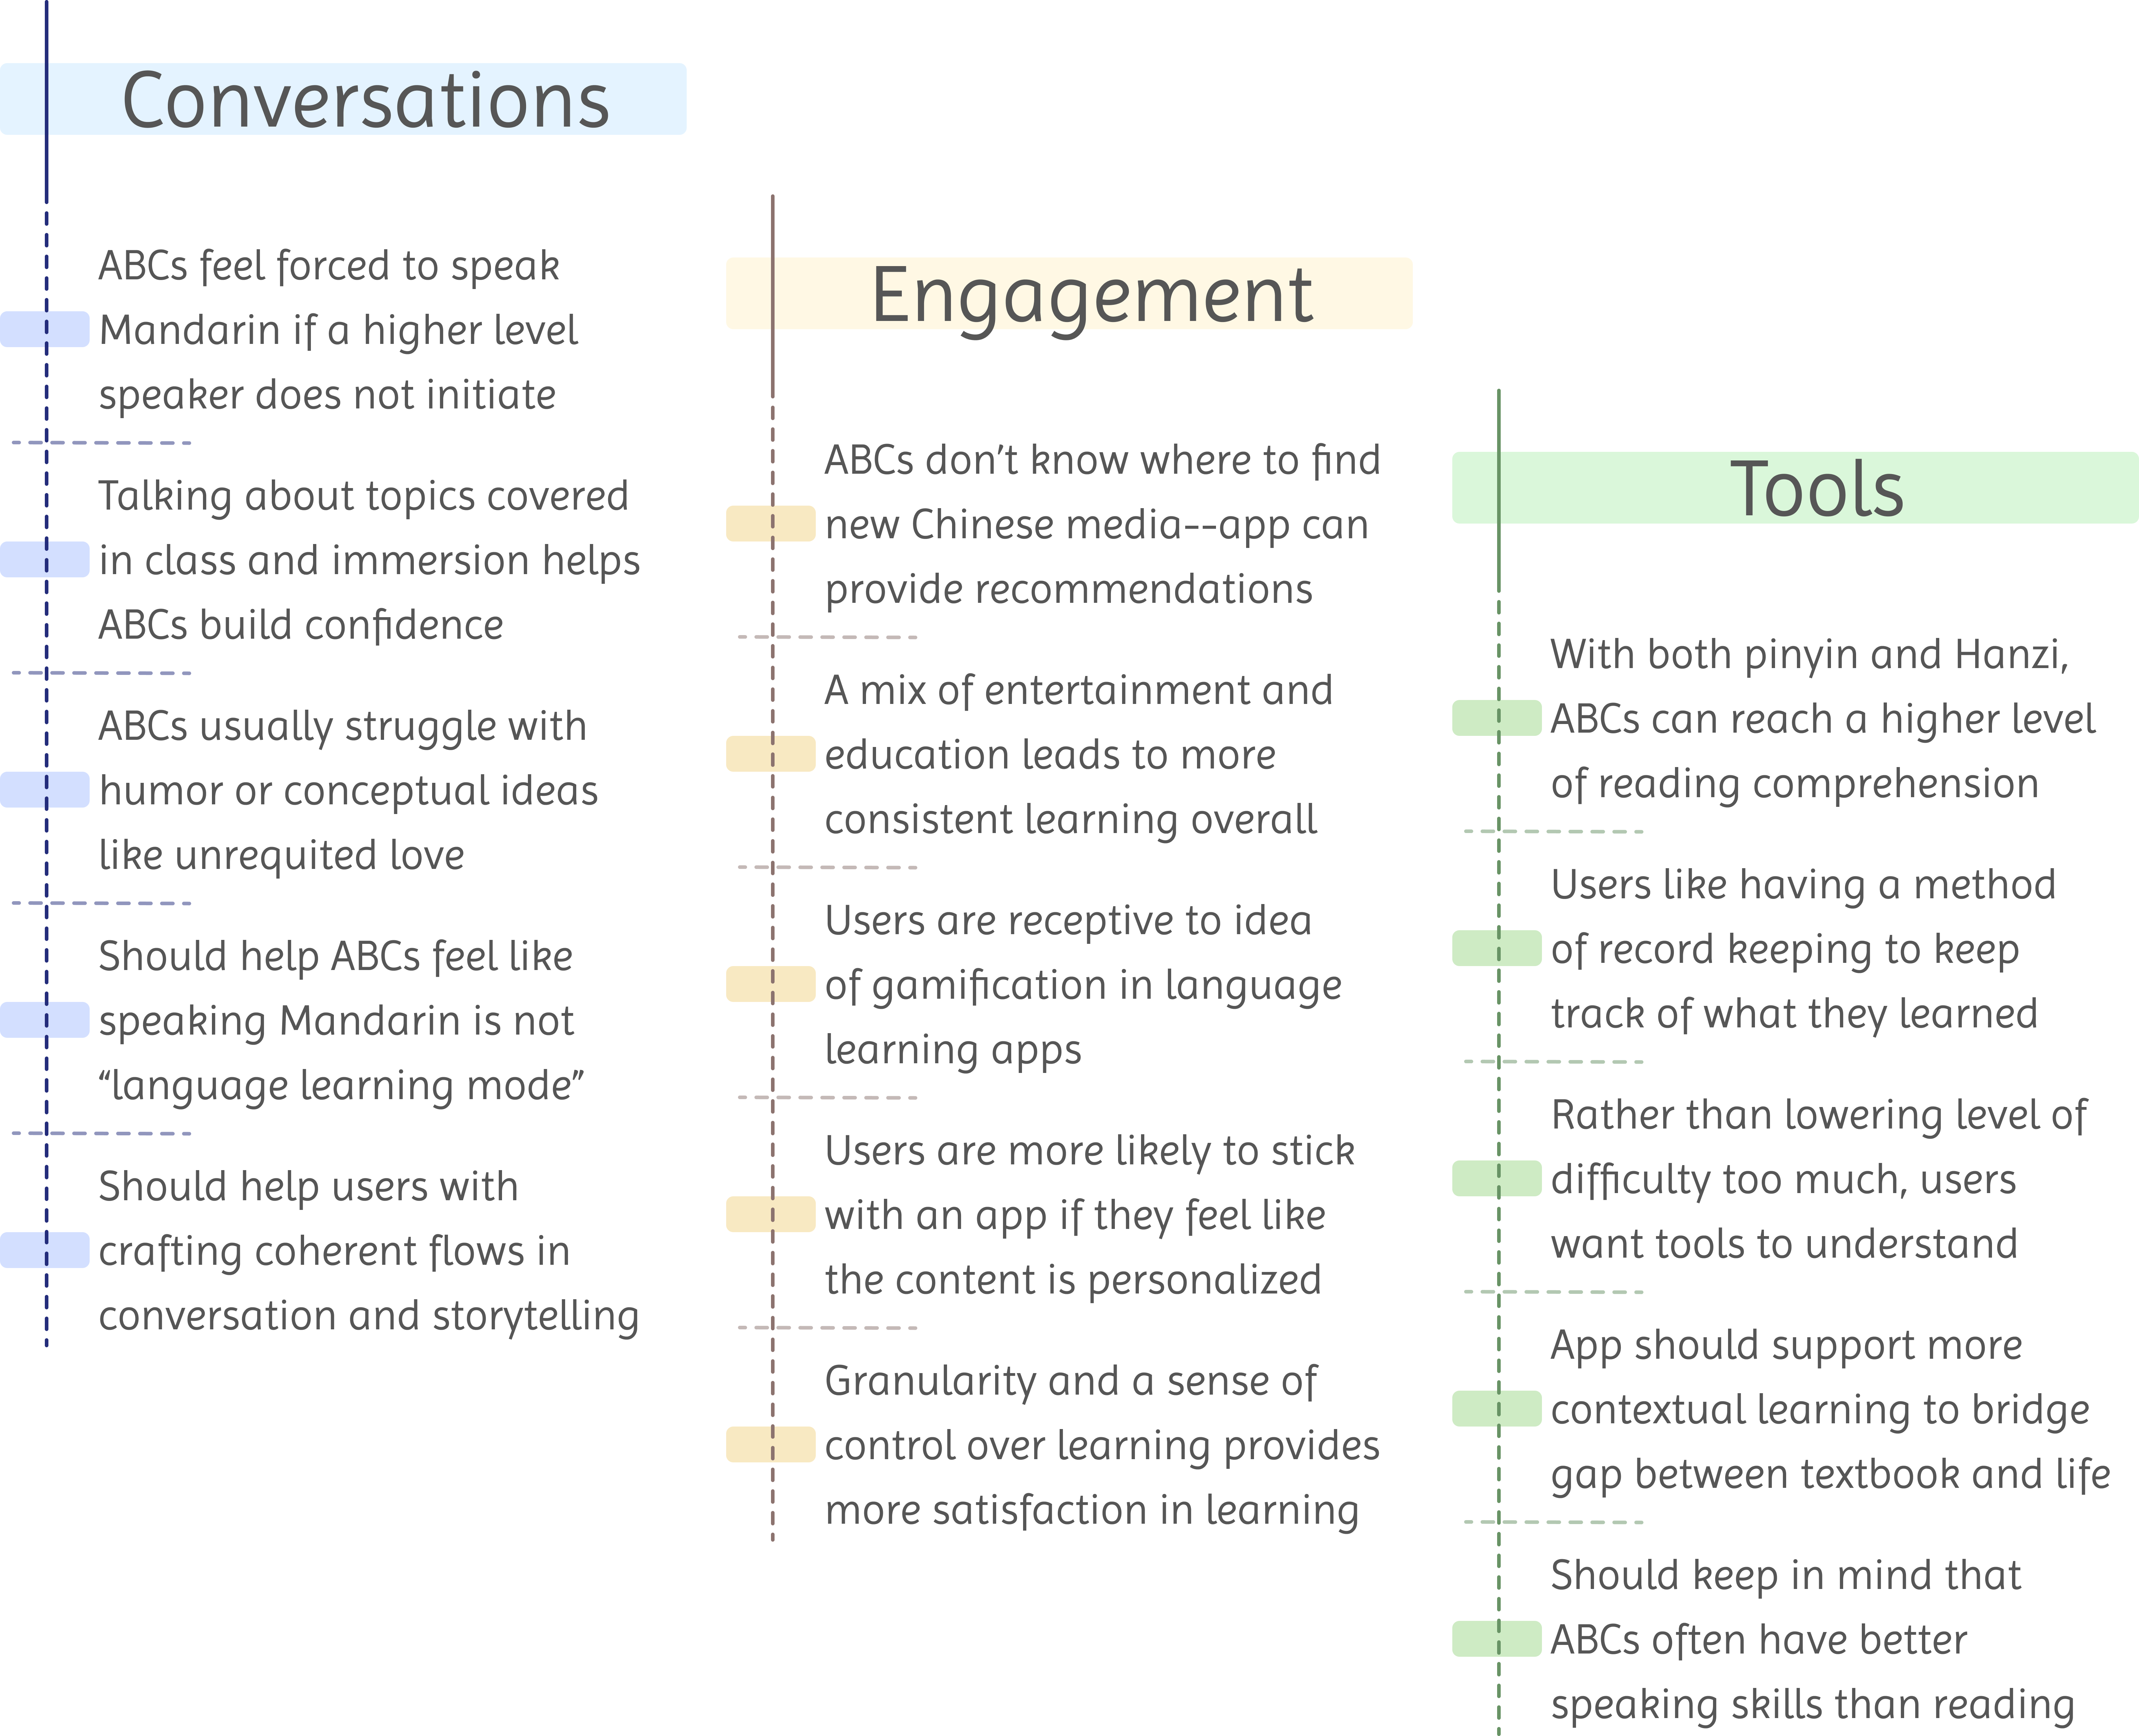 Conversations
ABCs feel forced to speak
Mandarin if a higher level
speaker does not initiate
Talking about topics covered
in class and immersion helps
ABCs build confidence
ABCs usually struggle with
humor or conceptual ideas
like unrequited love
Should help ABCs feel like
speaking Mandarin is not
“language learning mode”
Should help users with
crafting coherent flows in
conversation and storytelling
Engagement
ABCs don’t know where to find
new Chinese media--app can
provide recommendations
A mix of entertainment and
education leads to more
consistent learning overall
Users are receptive to idea
of gamification in language
learning apps
Users are more likely to stick
with an app if they feel like
the content is personalized
Granularity and a sense of
control over learning provides
more satisfaction in learning
Tools
With both pinyin and Hanzi,
ABCs can reach a higher level
of reading comprehension
Users like having a method
of record keeping to keep
track of what they learned
Rather than lowering level of
difficulty too much, users
want tools to understand
App should support more
contextual learning to bridge
gap between textbook and life
Should keep in mind that
ABCs often have better
speaking skills than reading